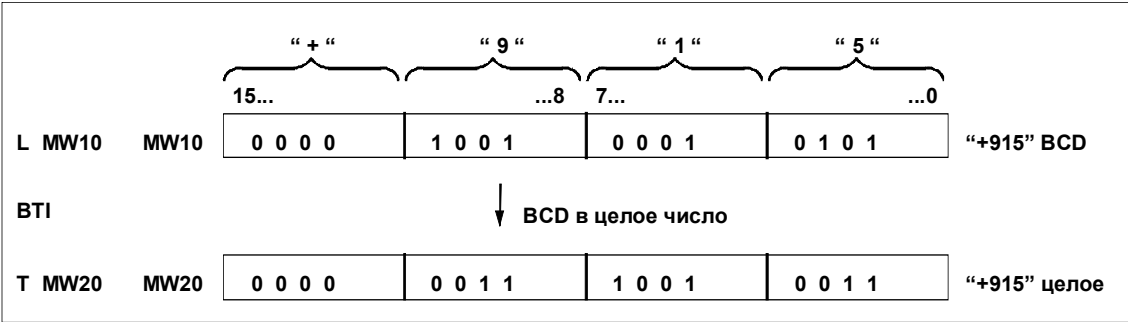 “ + “ “ 9 “ “ 1 “ “ 5 “
15... ...8 7... ...0
L MW10 MW10 0 0 0 0 1 0 0 1 0 0 0 1 0 1 0 1 “+915” BCD
BTI BCD в целое число
T MW20 MW20 0 0 0 0 0 0 1 1 1 0 0 1 0 0 1 1 “+915” целое